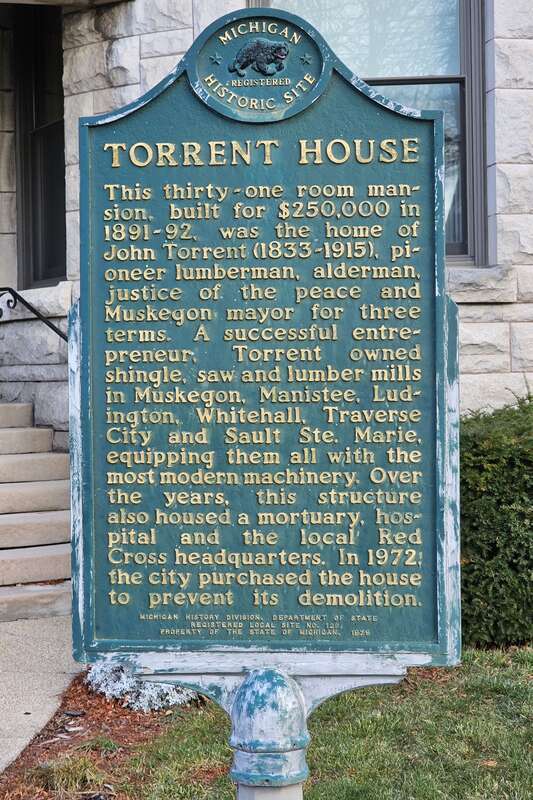 MICHIGAN
REGISTERED
HISTORIC SITE
TORRENT HOUSE
This thirty-one room man-
sion, built for $250,000 in
1891-92, was the home of
John Torrent (1833-1915), pi-
oneer lumberman, alderman,
justice of the peace and
Muskegon mayor for three
terms. A successful entre-
preneur, Torrent owned
shingle, saw and lumber mills
in Muskegon, Manistee, Lud-
ington, Whitehall, Traverse
City and Sault Ste. Marie,
equipping them all with the
most modern machinery. Over
the years, this structure
also housed a mortuary, hos-
pital and the local Red
Cross headquarters. In 1972,
the city purchased the house
to prevent its demolition.
MICHIGAN HISTORY DIVISION, DEPARTMENT OF STATE
REGISTERED LOCAL SITE NO.
PROPERTY OF THE STATE OF MICHIGAN,